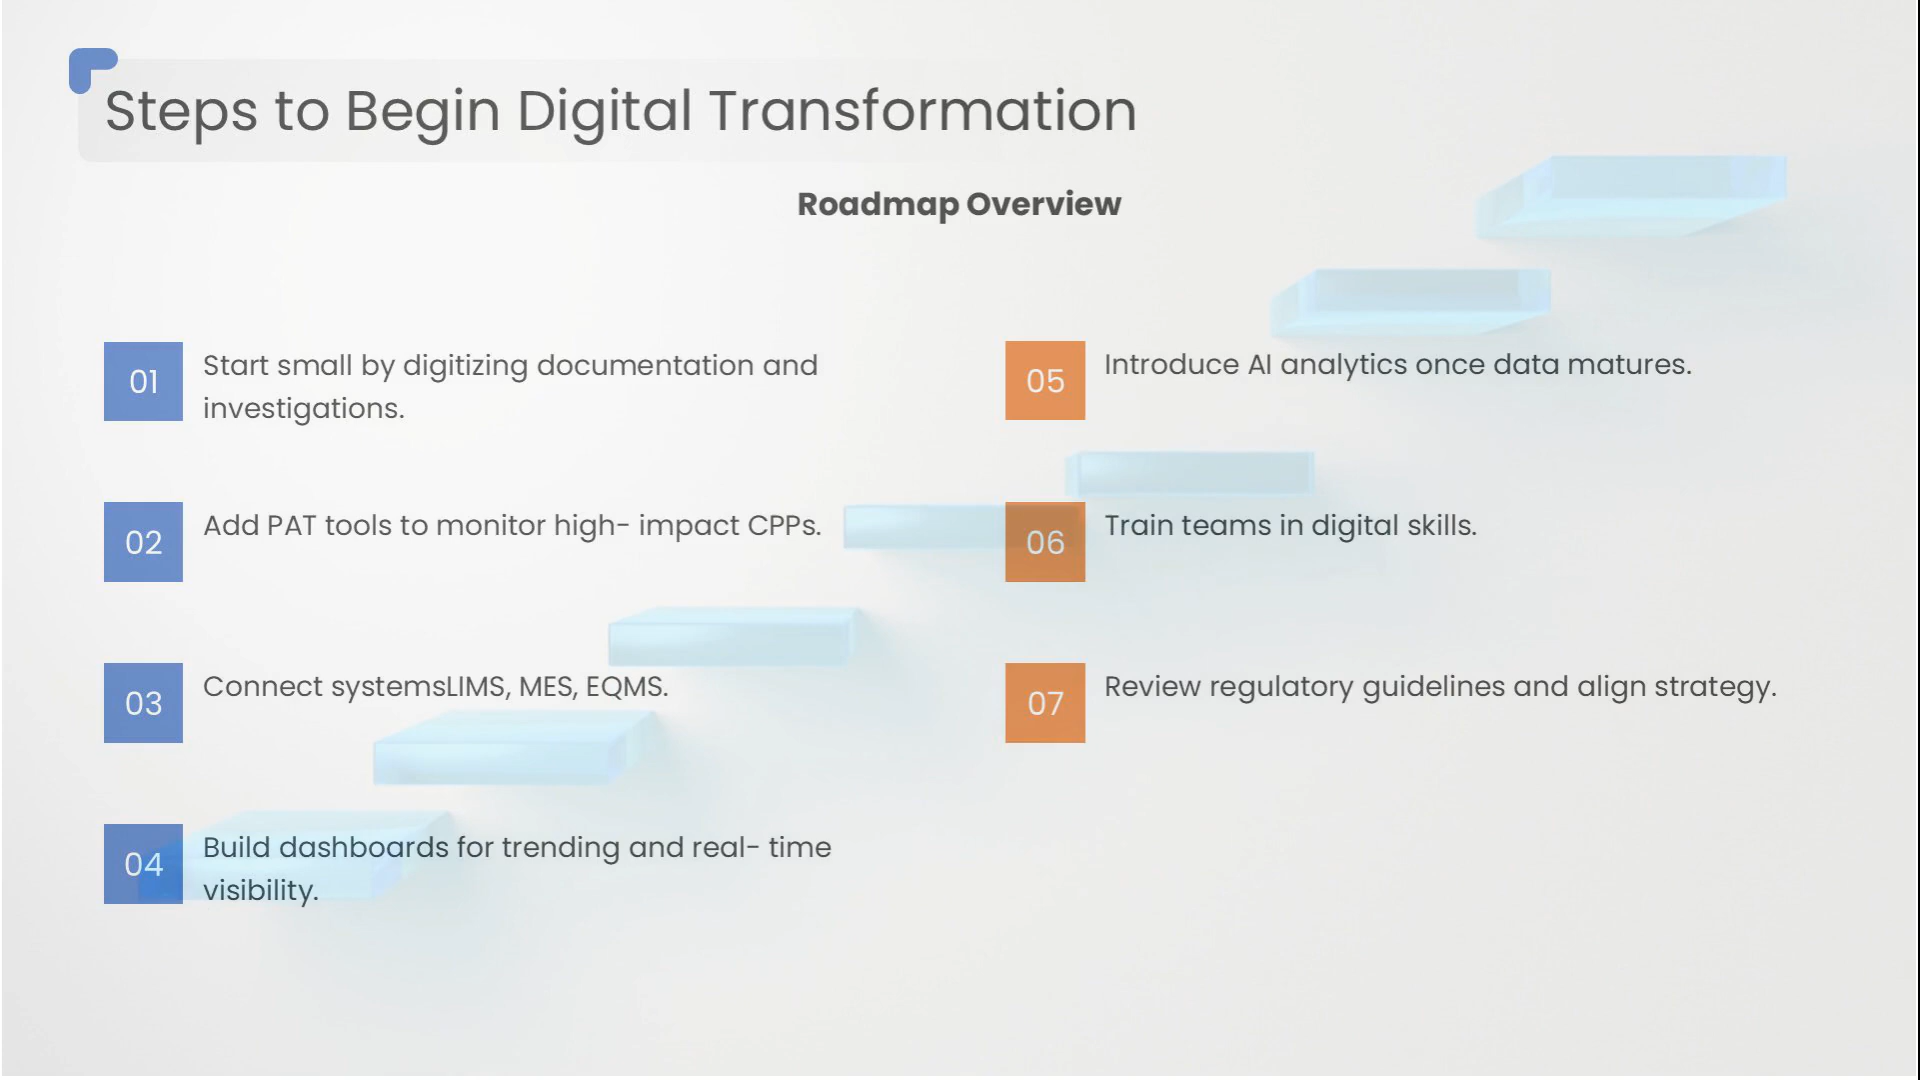 Steps to Begin Digital Transformation
Roadmap Overview
01
Start small by digitizing documentation and
investigations.
02
Add PAT tools to monitor high- impact CPPs.
03
Connect systemsLIMS, MES, EQMS.
04
Build dashboards for trending and real- time
visibility.
05
Introduce AI analytics once data matures.
06
Train teams in digital skills.
07
Review regulatory guidelines and align strategy.